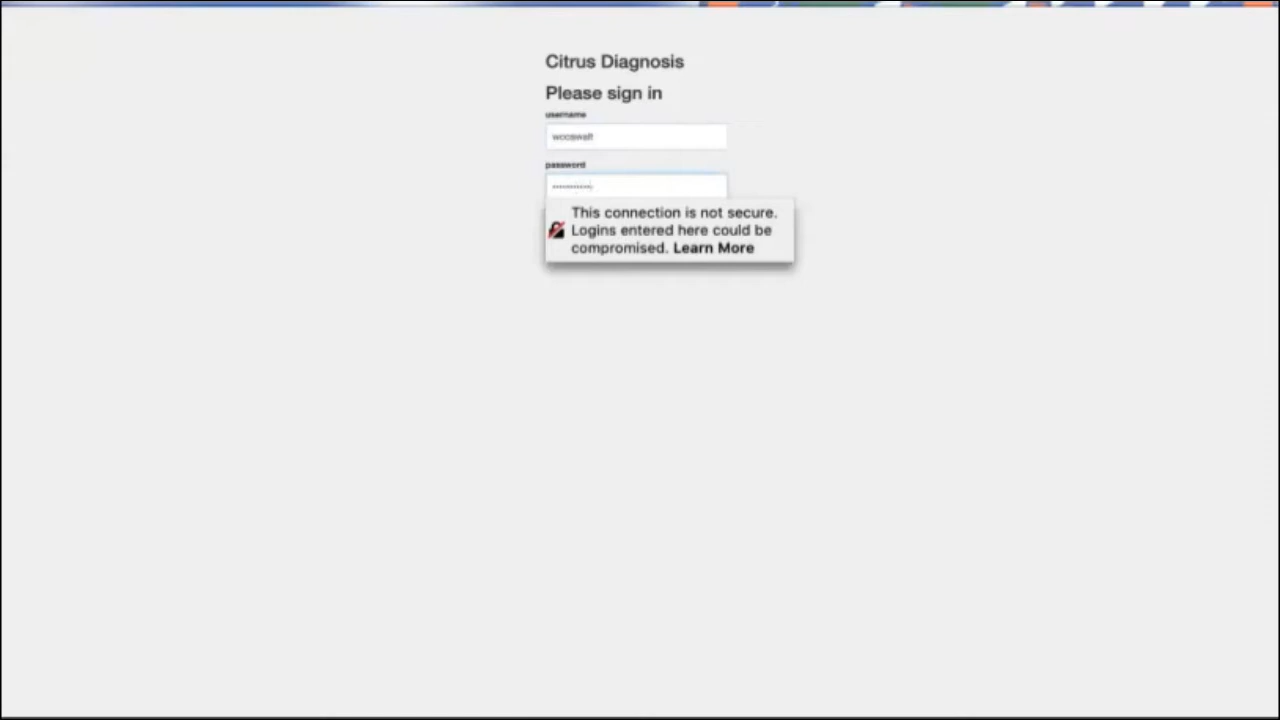 Citrus Diagnosis
Please sign in
username
password
This connection is not secure.
Logins entered here could be
compromised. Learn More